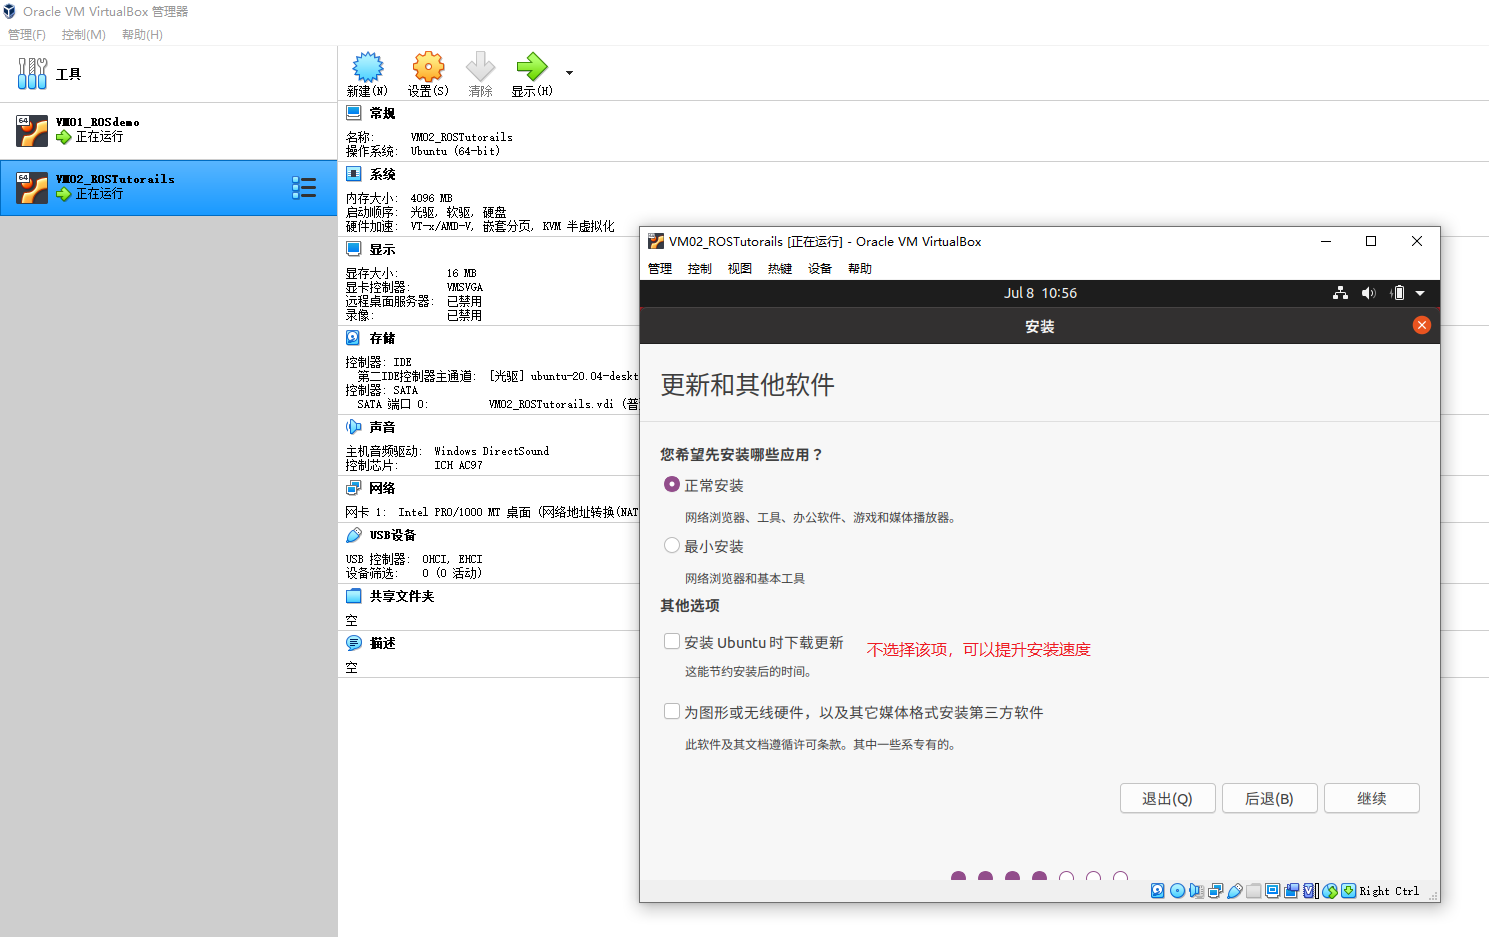 Oracle VM VirtualBox 管理器
管理(F) 控制(M) 帮助(H)
工具
64 VM01_ROSdemo
正在运行
64 VM02_ROSTutorails
正在运行
新建(N) 设置(S) 清除 显示(H)
常规
名称: VM02_ROSTutorails
操作系统: Ubuntu (64-bit)
系统
内存大小: 4096 MB
启动顺序: 光驱, 软驱, 硬盘
硬件加速: VT-x/AMD-V, 嵌套分页, KVM 半虚拟化
显示
显存大小: 16 MB
显卡控制器: VMSVGA
远程桌面服务器: 已禁用
录像: 已禁用
存储
控制器: IDE
第二IDE控制器主通道: [光驱] ubuntu-20.04-deskt
控制器: SATA
SATA 端口 0: VM02_ROSTutorails.vdi (普
声音
主机音频驱动: Windows DirectSound
控制芯片: ICH AC97
网络
网卡 1: Intel PRO/1000 MT 桌面 (网络地址转换(NAT
USB设备
USB 控制器: OHCI, EHCI
设备筛选: 0 (0 活动)
共享文件夹
空
描述
空
VM02_ROSTutorails [正在运行] - Oracle VM VirtualBox
管理 控制 视图 热键 设备 帮助
Jul 8 10:56
安装
更新和其他软件
您希望先安装哪些应用？
正常安装
网络浏览器、工具、办公软件、游戏和媒体播放器。
最小安装
网络浏览器和基本工具
其他选项
安装 Ubuntu 时下载更新 不选择该项，可以提升安装速度
这能节约安装后的时间。
为图形或无线硬件，以及其它媒体格式安装第三方软件
此软件及其文档遵循许可条款。其中一些系专有的。
退出(Q) 后退(B) 继续
Right Ctrl